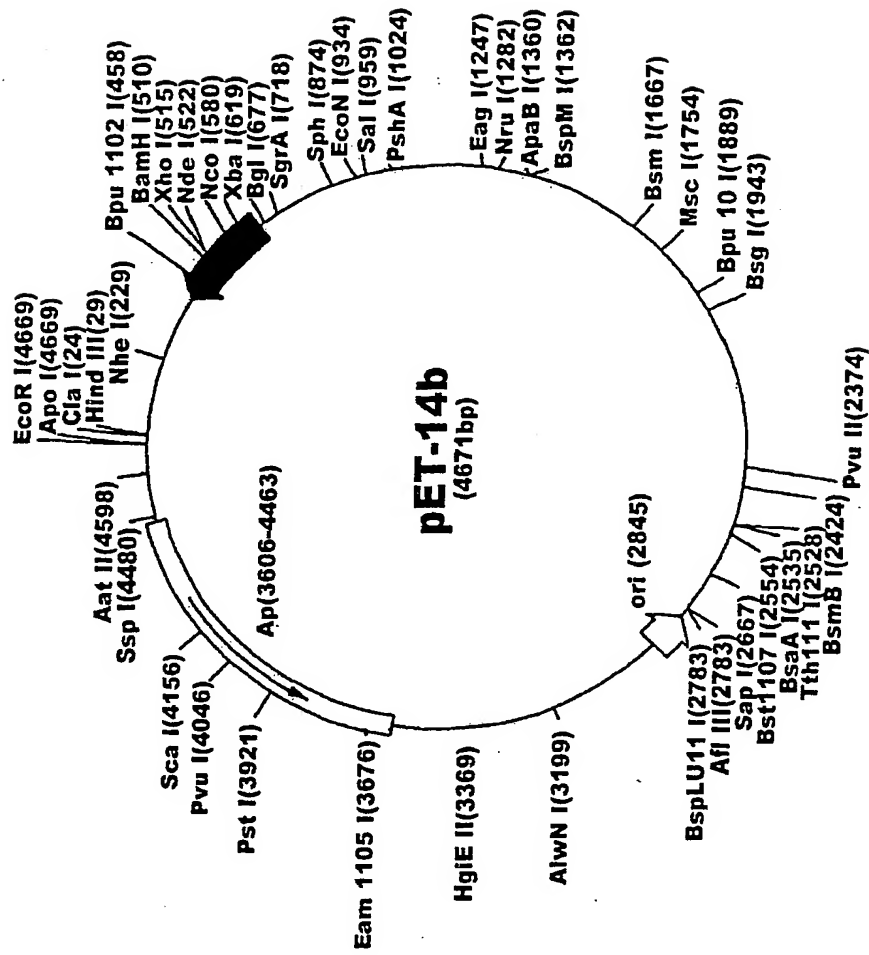 EcoR I(4669)
Apo I(4669)
Cla I(24)
Hind III(29)
Nhe I(229)
Bpu 1102 I(458)
BamH I(510)
Xho I(515)
Nde I(522)
Nco I(580)
Xba I(619)
Bgl I(677)
SgrA I(718)
Sph I(874)
EcoN I(934)
Sal I(959)
PshA I(1024)
Eag I(1247)
Nru I(1282)
ApaB I(1360)
BspM I(1362)
Bsm I(1667)
Msc I(1754)
Bpu 10 I(1889)
Bsg I(1943)
Pvu II(2374)
BsmB I(2424)
Tth111 I(2528)
BsaA I(2535)
Bst1107 I(2554)
Sap I(2667)
Afl III(2783)
BspLU11 I(2783)
AlwN I(3199)
HgiE II(3369)
Eam 1105 I(3676)
Pst I(3921)
Pvu I(4046)
Sca I(4156)
Ssp I(4480)
Aat II(4598)
Ap(3606-4463)
ori (2845)
pET-14b
(4671bp)